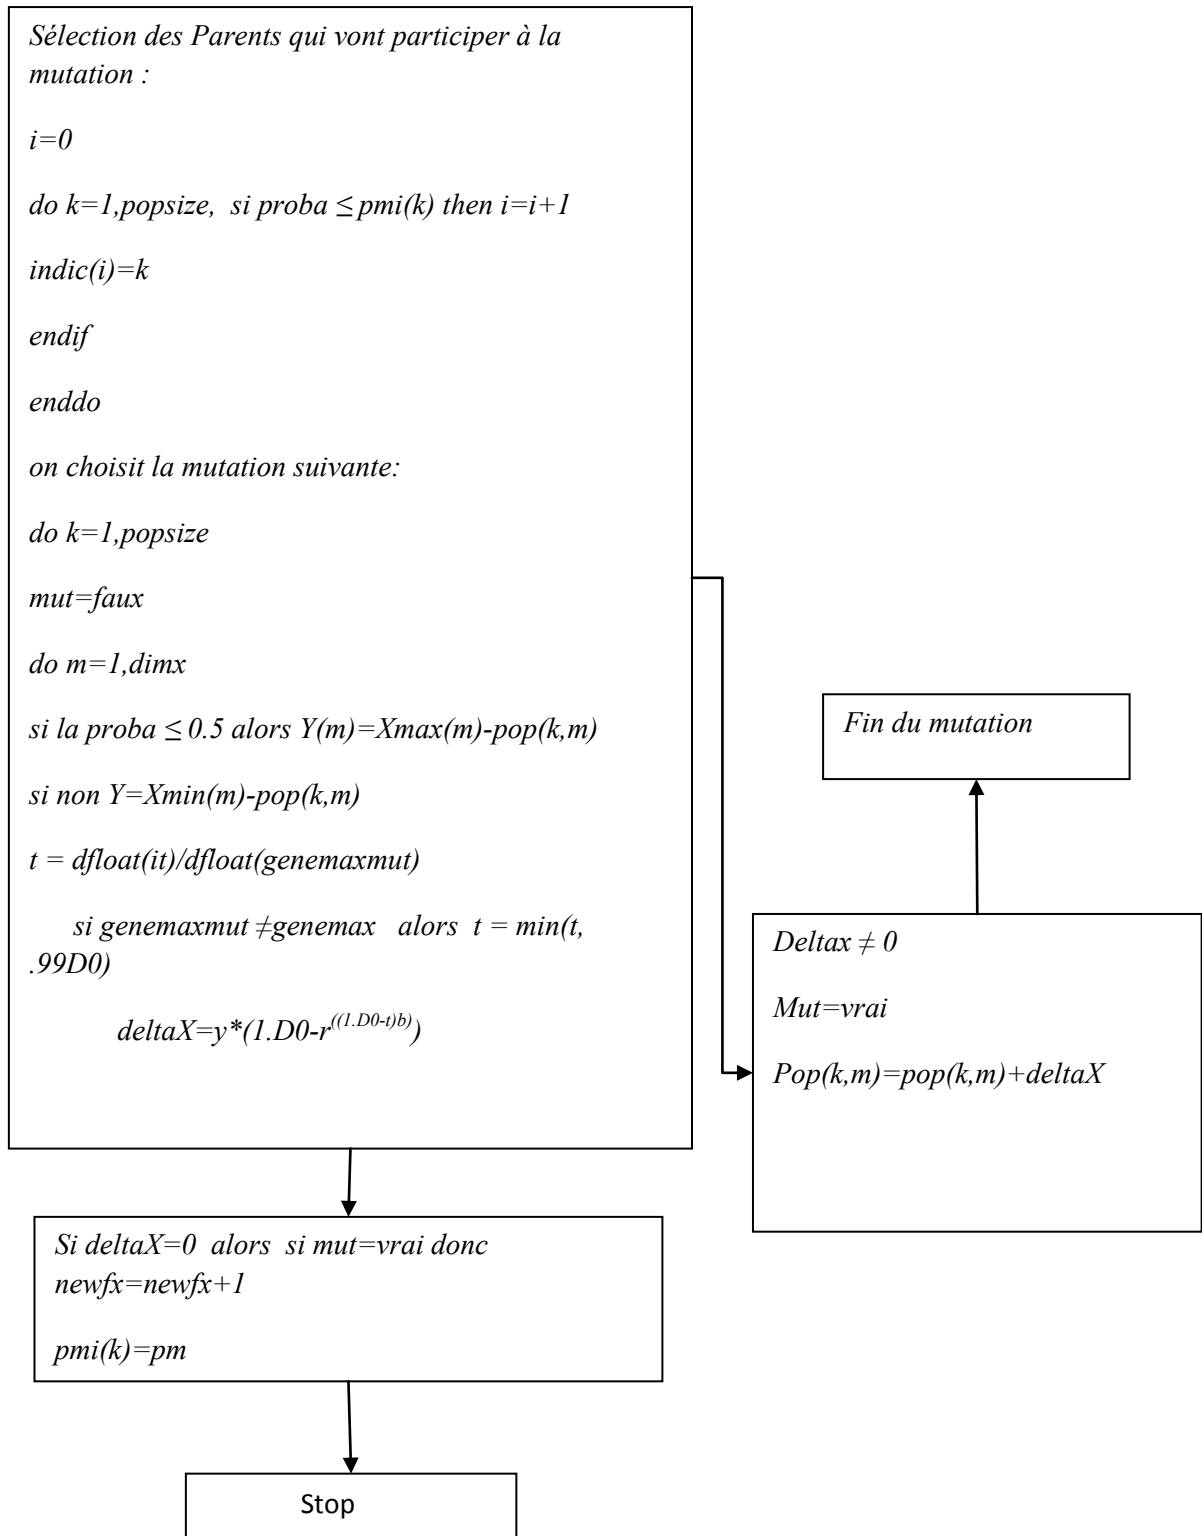 Sélection des Parents qui vont participer à la
mutation :
i=0
do k=1,popsize, si proba ≤ pmi(k) then i=i+1
indic(i)=k
endif
enddo
on choisit la mutation suivante:
do k=1,popsize
mut=faux
do m=1,dimx
si la proba ≤ 0.5 alors Y(m)=Xmax(m)-pop(k,m)
si non Y=Xmin(m)-pop(k,m)
t = dfloat(it)/dfloat(genemaxmut)
si genemaxmut ≠genemax alors t = min(t,
.99D0)
deltaX=y*(1.D0-r^((1.D0-t)b))
Si deltaX=0 alors si mut=vrai donc
newfx=newfx+1
pmi(k)=pm
Stop
Deltax ≠ 0
Mut=vrai
Pop(k,m)=pop(k,m)+deltaX
Fin du mutation